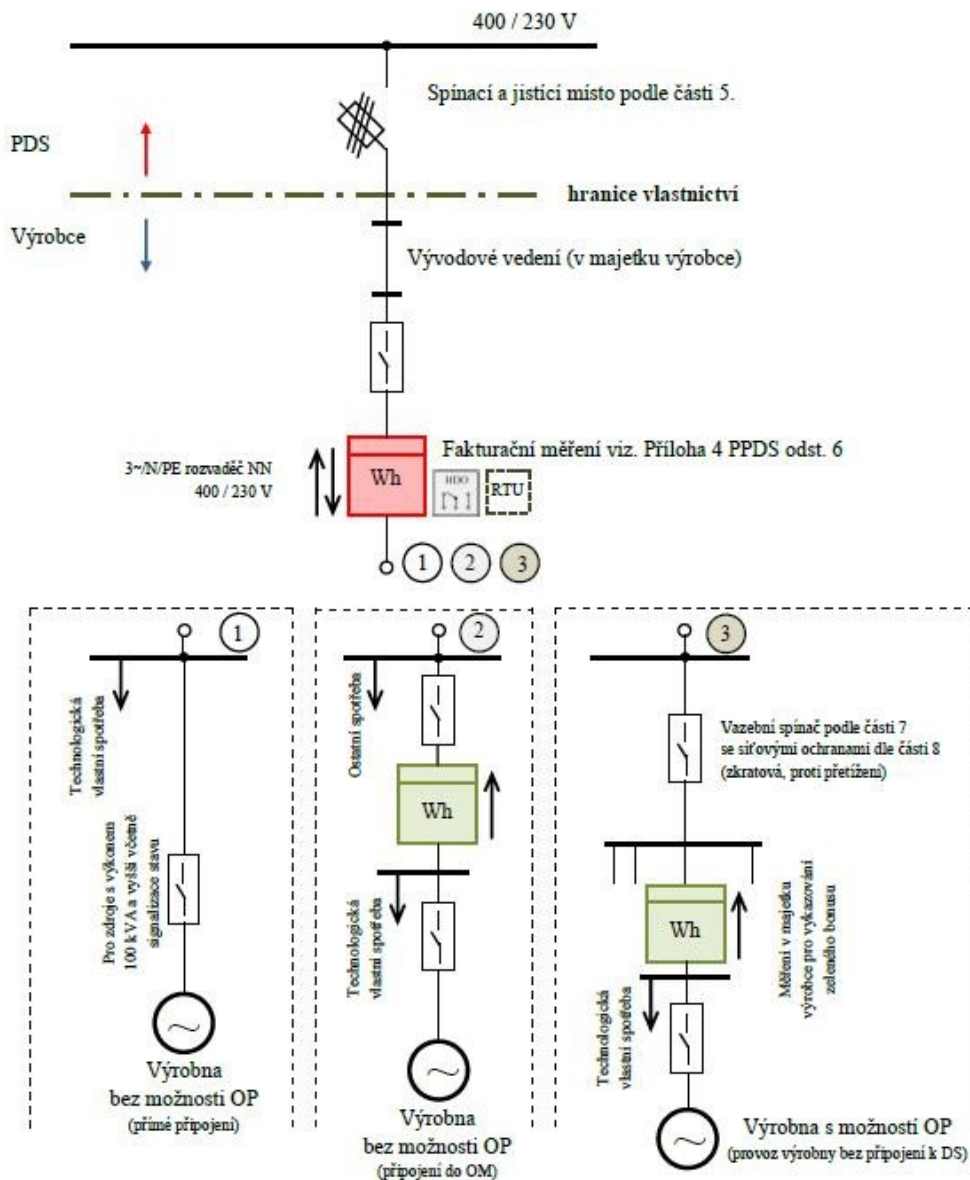 400 / 230 V
Spínací a jistící místo podle části 5.
PDS
hranice vlastnictví
Výrobce
Vývodové vedení (v majetku výrobce)
3~/N/PE rozvaděč NN
400 / 230 V
Wh
Fakturační měření viz. Příloha 4 PPDS odst. 6
HDO
RTU
1
2
3
1
Technologická
vlastní spotřeba
Pro zdroje s výkonem
100 kVA a vyšší včetně
signalizace stavu
Výrobna
bez možnosti OP
(přímé připojení)
2
Ostatní spotřeba
Wh
Technologická
vlastní spotřeba
Výrobna
bez možnosti OP
(připojení do OM)
3
Vazební spínač podle části 7
se síťovými ochranami dle části 8
(zkratová, proti přetížení)
Wh
Měření v majetku
výrobce pro vykazování
zeleného bonusu
Technologická
vlastní spotřeba
Výrobna s možností OP
(provoz výrobny bez připojení k DS)